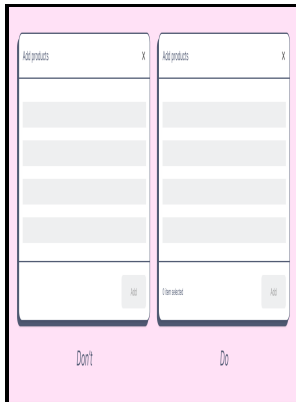 Add products X
Add
Don't
Add products X
0 item selected Add
Do